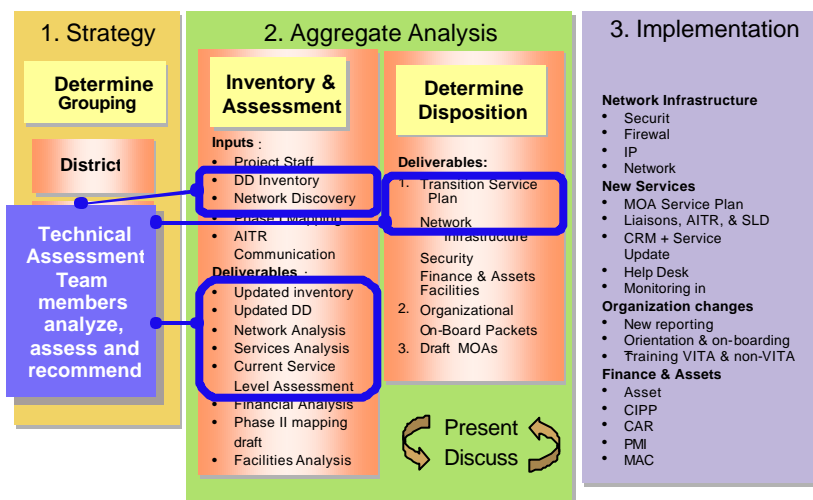 1. Strategy
Determine
Grouping
District
Technical
Assessment
Team
members
analyze,
assess and
recommend
2. Aggregate Analysis
Inventory &
Assessment
Inputs :
• Project Staff
• DD Inventory
• Network Discovery
• Phase I Mapping
• AITR
Communication
Deliverables :
• Updated inventory
• Updated DD
• Network Analysis
• Services Analysis
• Current Service
Level Assessment
• Financial Analysis
• Phase II mapping
draft
• Facilities Analysis
Determine
Disposition
Deliverables:
1. Transition Service
Plan
Network
Infrastructure
Security
Finance & Assets
Facilities
2. Organizational
On-Board Packets
3. Draft MOAs
Present
Discuss
3. Implementation
Network Infrastructure
• Securit
• Firewal
• IP
• Network
New Services
• MOA Service Plan
• Liaisons, AITR, & SLD
• CRM + Service
Update
• Help Desk
• Monitoring in
Organization changes
• New reporting
• Orientation & on-boarding
• Training VITA & non-VITA
Finance & Assets
• Asset
• CIPP
• CAR
• PMI
• MAC